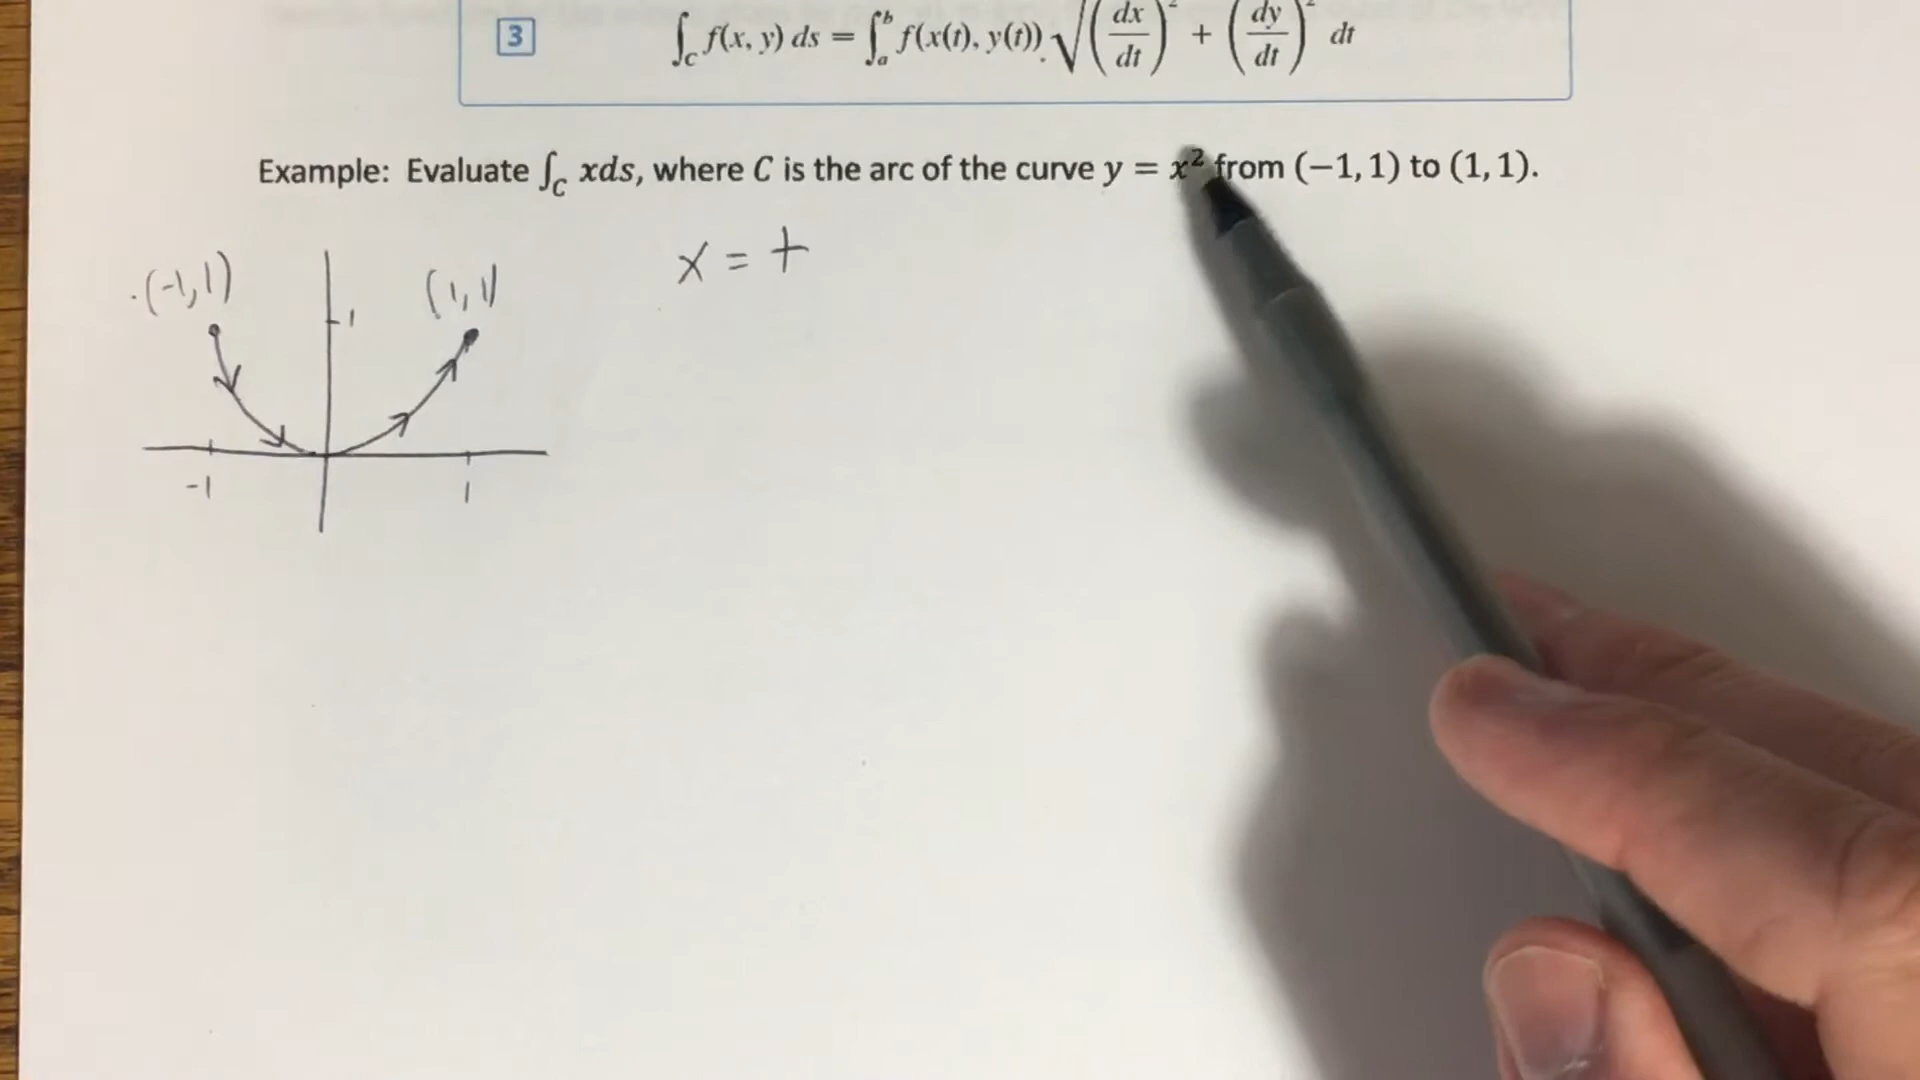 3 ∫_C f(x, y) ds = ∫_a^b f(x(t), y(t)) √((dx/dt)² + (dy/dt)²) dt
Example: Evaluate ∫_C xds, where C is the arc of the curve y = x² from (−1, 1) to (1, 1).
x = t
(-1,1) (1,1)
1
-1 1